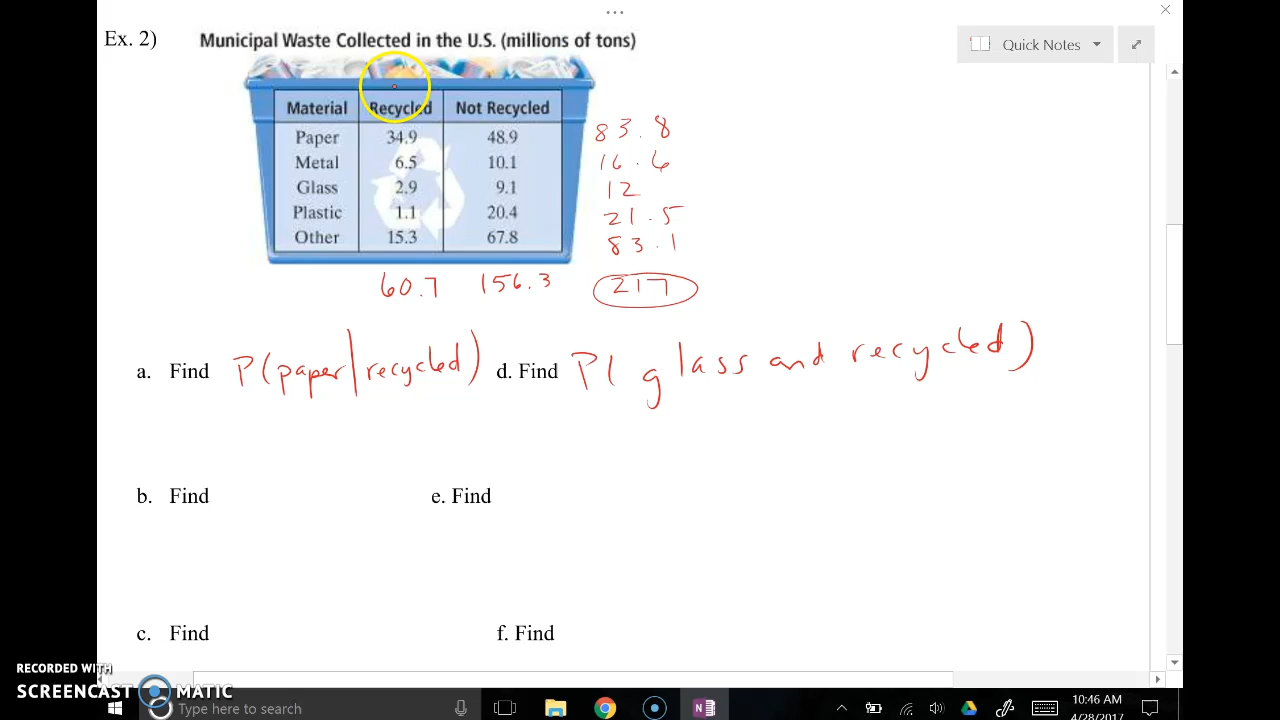 Ex. 2)
Municipal Waste Collected in the U.S. (millions of tons)
Quick Notes
Material Recycled Not Recycled
Paper 34.9 48.9 83.8
Metal 6.5 10.1 16.6
Glass 2.9 9.1 12
Plastic 1.1 20.4 21.5
Other 15.3 67.8 83.1
60.7 156.3 217
a. Find P(paper|recycled) d. Find P(glass and recycled)
b. Find e. Find
c. Find f. Find
RECORDED WITH
SCREENCAST MATIC
Type here to search
10:46 AM
4/28/2017